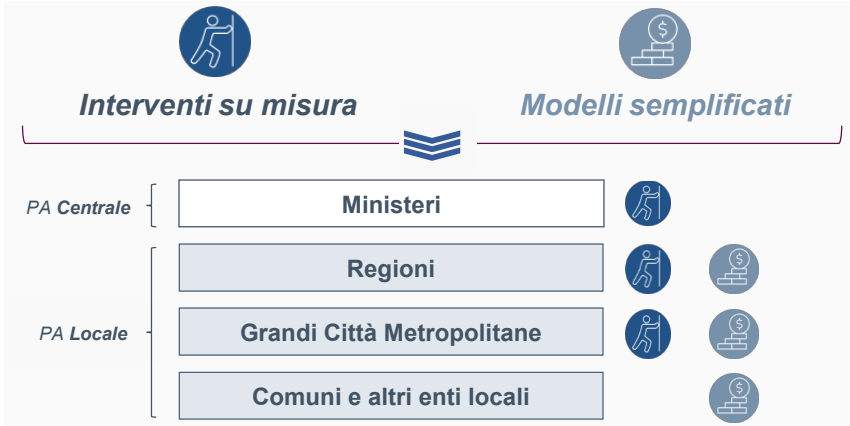 Interventi su misura
Modelli semplificati
PA Centrale
Ministeri
Regioni
PA Locale
Grandi Città Metropolitane
Comuni e altri enti locali